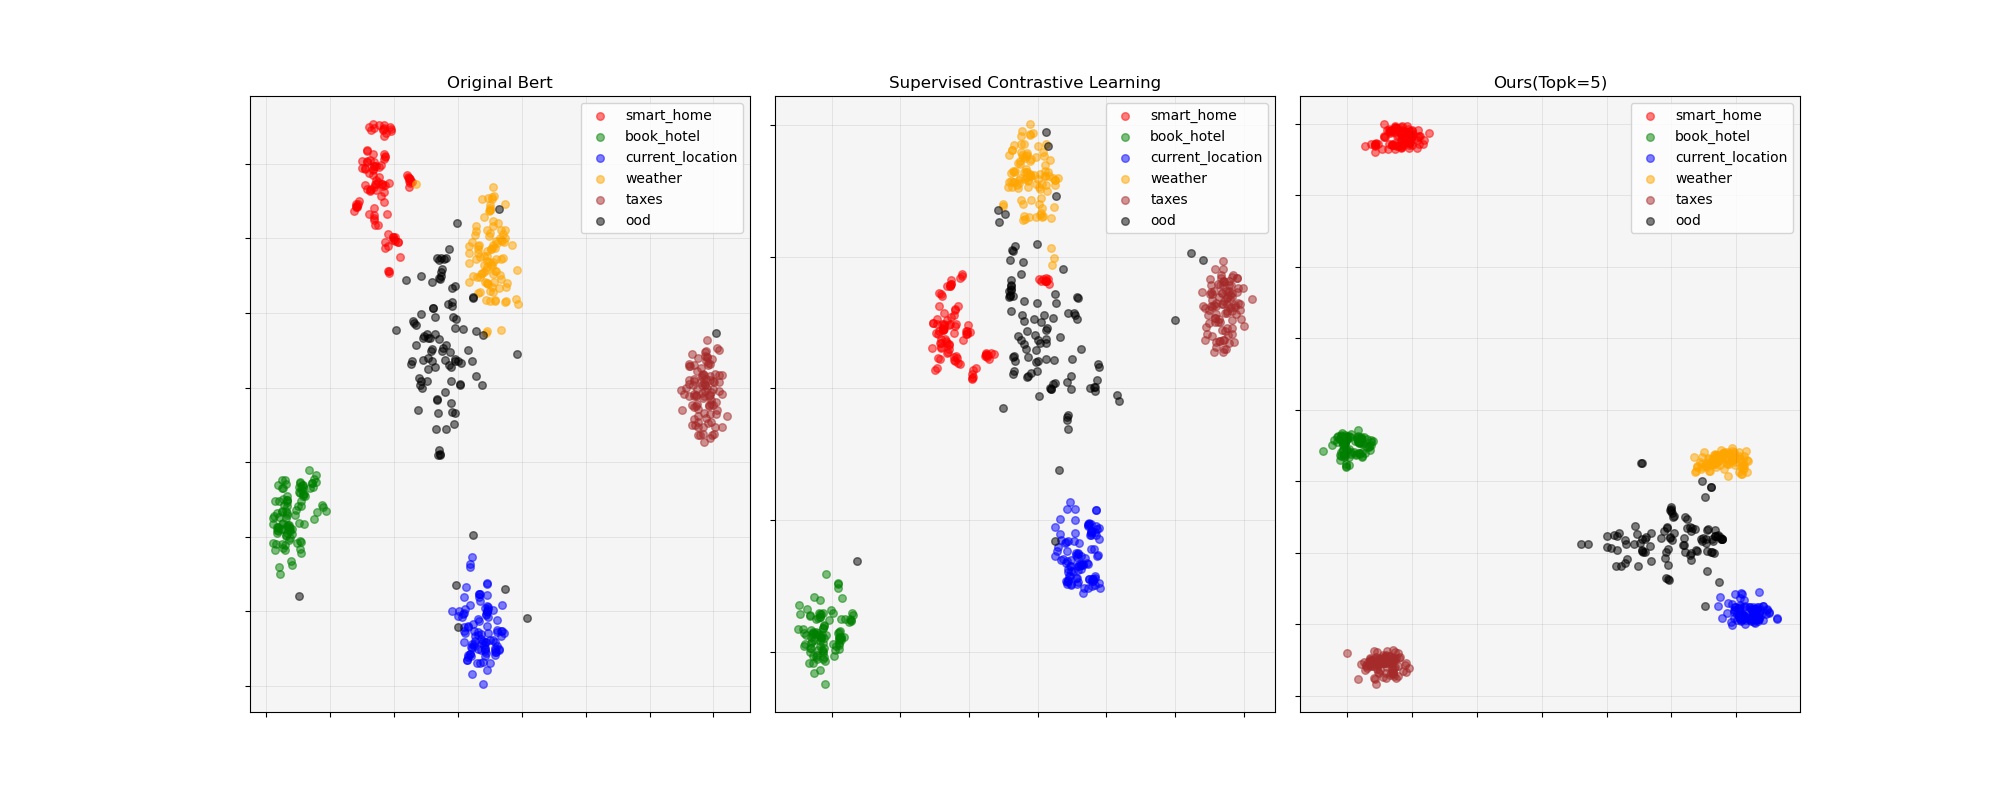 Original Bert
smart_home
book_hotel
current_location
weather
taxes
ood
Supervised Contrastive Learning
smart_home
book_hotel
current_location
weather
taxes
ood
Ours(Topk=5)
smart_home
book_hotel
current_location
weather
taxes
ood